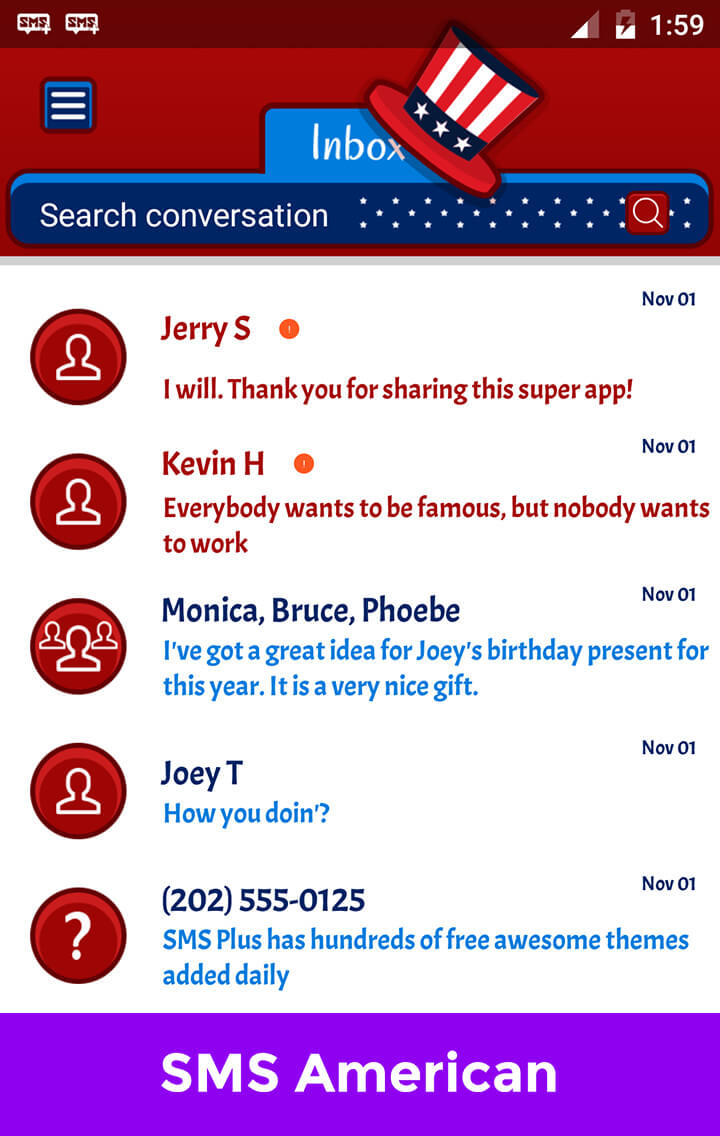 SMS SMS 1:59
Inbox
Search conversation
Nov 01
Jerry S !
I will. Thank you for sharing this super app!
Nov 01
Kevin H !
Everybody wants to be famous, but nobody wants
to work
Nov 01
Monica, Bruce, Phoebe
I've got a great idea for Joey's birthday present for
this year. It is a very nice gift.
Nov 01
Joey T
How you doin'?
Nov 01
(202) 555-0125
?
SMS Plus has hundreds of free awesome themes
added daily
SMS American